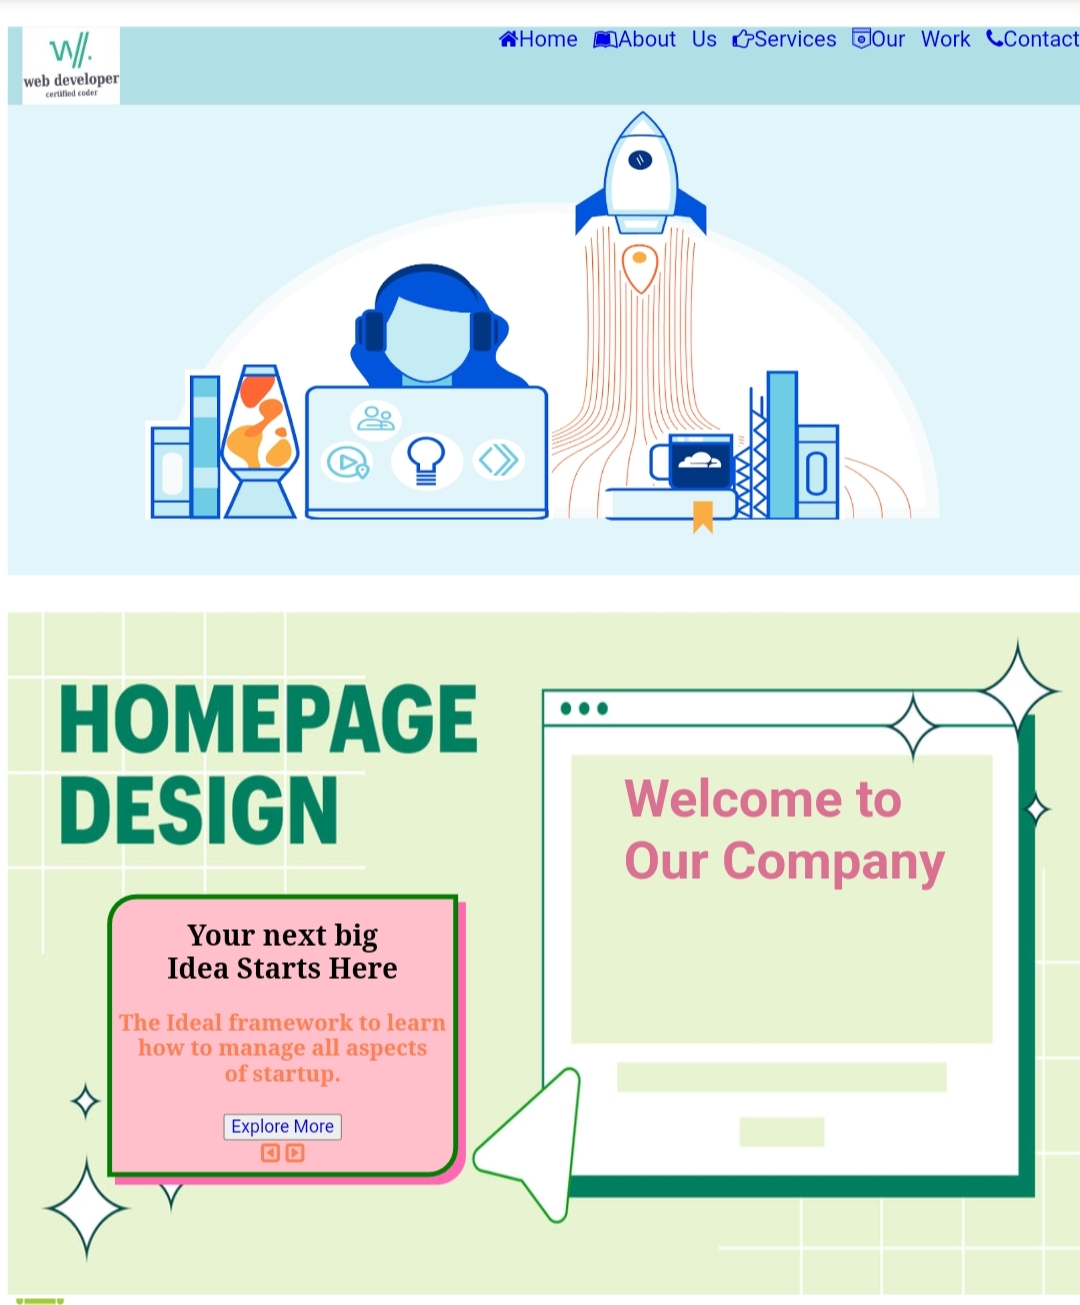 W//.
web developer
certified coder
Home About Us Services Our Work Contact
HOMEPAGE
DESIGN
Welcome to
Our Company
Your next big
Idea Starts Here
The Ideal framework to learn
how to manage all aspects
of startup.
Explore More